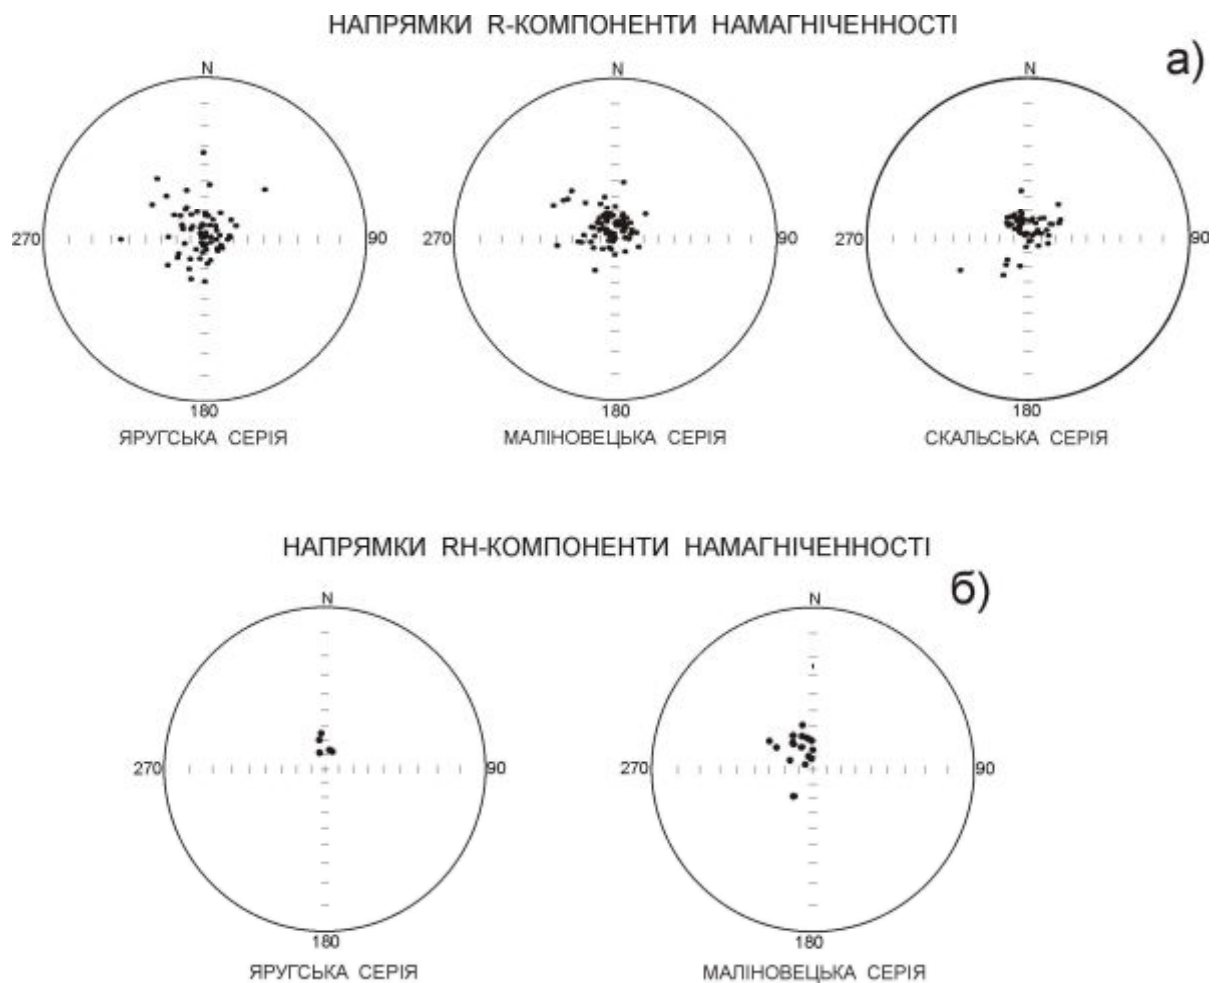 НАПРЯМКИ R-КОМПОНЕНТИ НАМАГНІЧЕННОСТІ
а)
N
N
N
270
90
270
90
270
90
180
180
180
ЯРУГСЬКА СЕРІЯ
МАЛІНОВЕЦЬКА СЕРІЯ
СКАЛЬСЬКА СЕРІЯ
НАПРЯМКИ RH-КОМПОНЕНТИ НАМАГНІЧЕННОСТІ
б)
N
N
270
90
270
90
180
180
ЯРУГСЬКА СЕРІЯ
МАЛІНОВЕЦЬКА СЕРІЯ